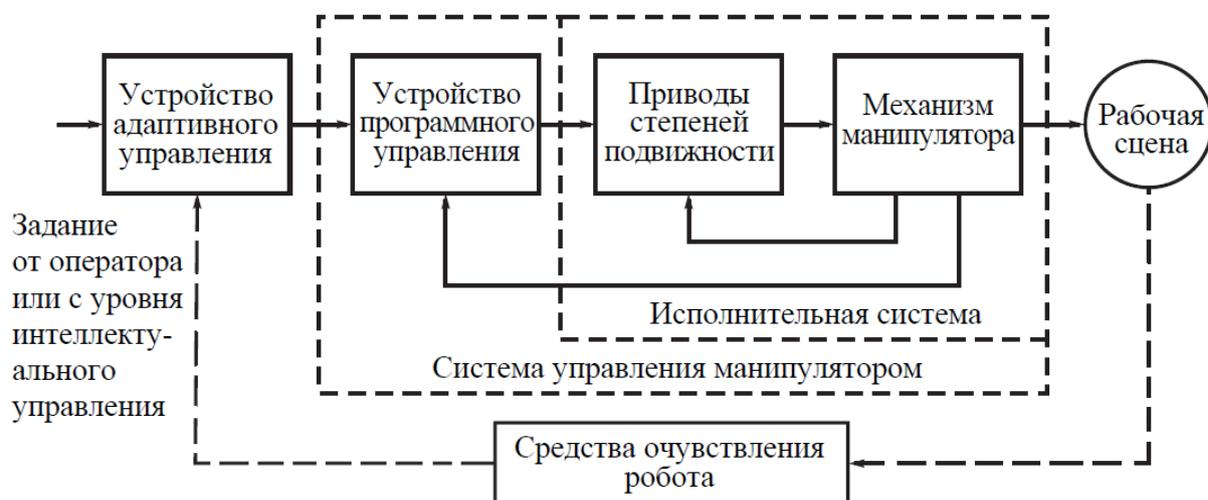 Устройство
адаптивного
управления
Устройство
программного
управления
Приводы
степеней
подвижности
Механизм
манипулятора
Рабочая
сцена
Задание
от оператора
или с уровня
интеллекту-
ального
управления
Исполнительная система
Система управления манипулятором
Средства очувствления
робота